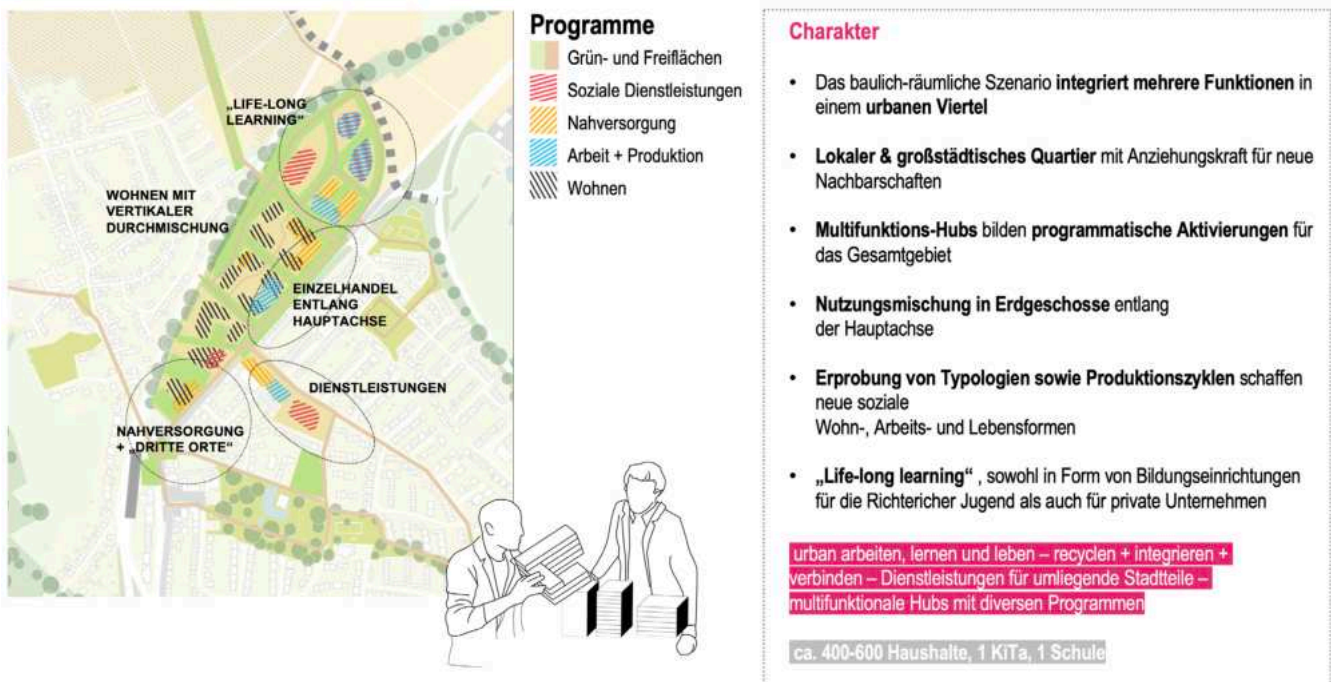 „LIFE-LONG
LEARNING“
WOHNEN MIT
VERTIKALER
DURCHMISCHUNG
EINZELHANDEL
ENTLANG
HAUPTACHSE
DIENSTLEISTUNGEN
NAHVERSORGUNG
+ „DRITTE ORTE“
Programme
Grün- und Freiflächen
Soziale Dienstleistungen
Nahversorgung
Arbeit + Produktion
Wohnen
Charakter
• Das baulich-räumliche Szenario integriert mehrere Funktionen in
einem urbanen Viertel
• Lokaler & großstädtisches Quartier mit Anziehungskraft für neue
Nachbarschaften
• Multifunktions-Hubs bilden programmatische Aktivierungen für
das Gesamtgebiet
• Nutzungsmischung in Erdgeschosse entlang
der Hauptachse
• Erprobung von Typologien sowie Produktionszyklen schaffen
neue soziale
Wohn-, Arbeits- und Lebensformen
• „Life-long learning“ , sowohl in Form von Bildungseinrichtungen
für die Richtericher Jugend als auch für private Unternehmen
urban arbeiten, lernen und leben – recyclen + integrieren +
verbinden – Dienstleistungen für umliegende Stadtteile –
multifunktionale Hubs mit diversen Programmen
ca. 400-600 Haushalte, 1 KiTa, 1 Schule